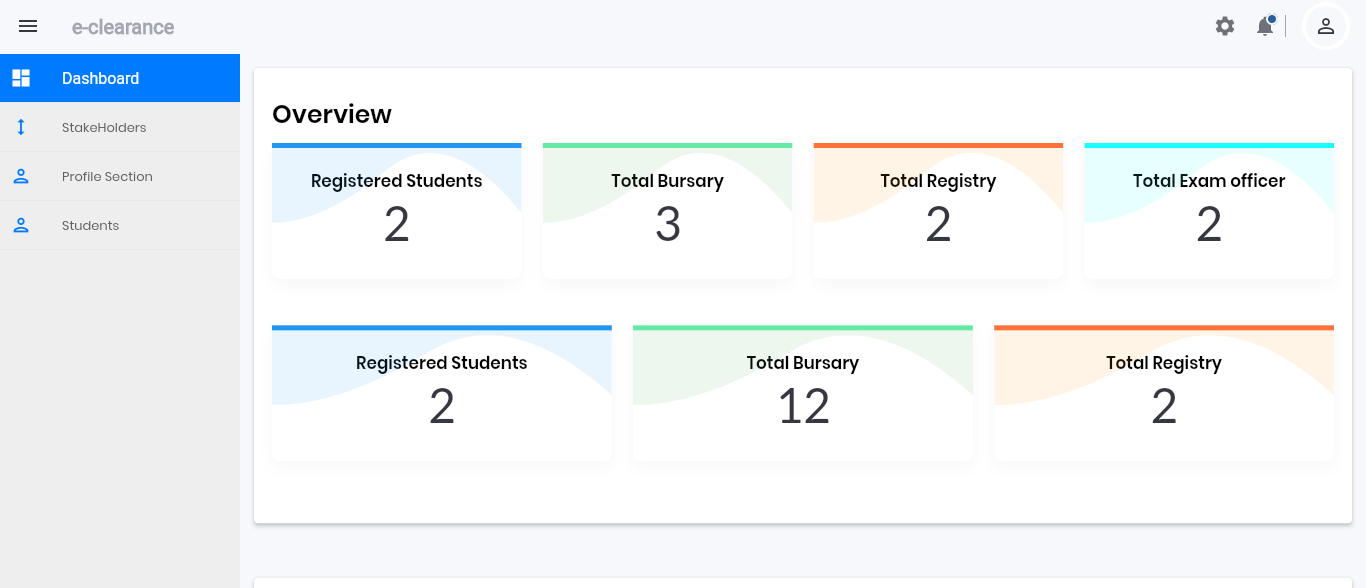 e-clearance
Dashboard
StakeHolders
Profile Section
Students
Overview
Registered Students
2
Total Bursary
3
Total Registry
2
Total Exam officer
2
Registered Students
2
Total Bursary
12
Total Registry
2